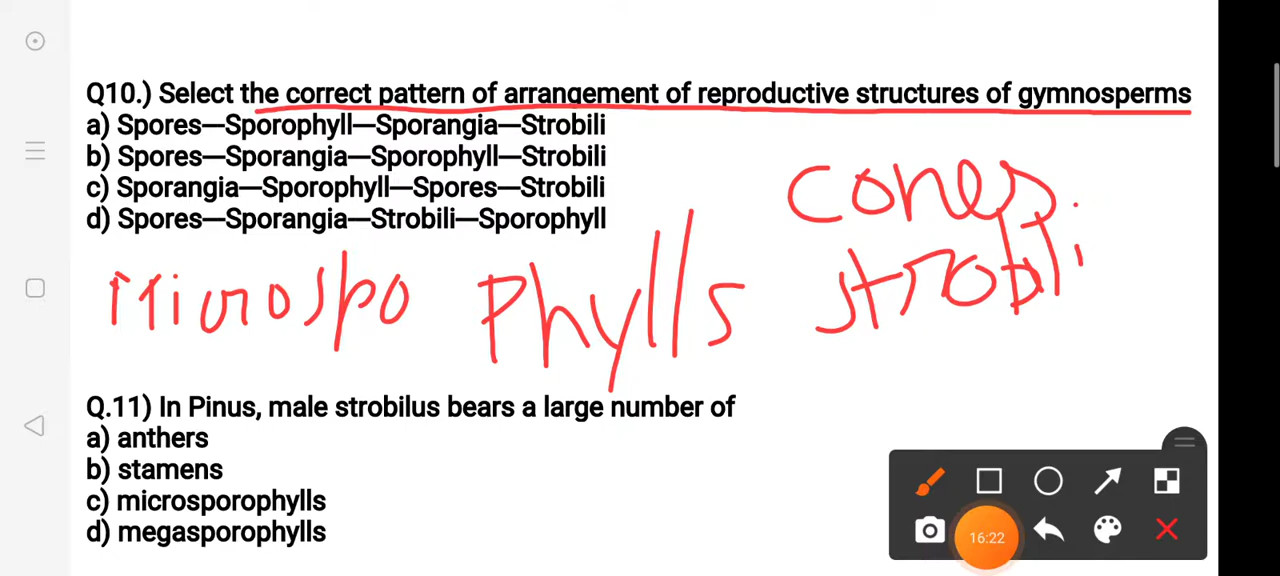 Q10.) Select the correct pattern of arrangement of reproductive structures of gymnosperms
a) Spores—Sporophyll—Sporangia—Strobili
b) Spores—Sporangia—Sporophyll—Strobili
c) Sporangia—Sporophyll—Spores—Strobili
d) Spores—Sporangia—Strobili—Sporophyll
cones.
strobili
Microspo Phylls
Q.11) In Pinus, male strobilus bears a large number of
a) anthers
b) stamens
c) microsporophylls
d) megasporophylls
16:22